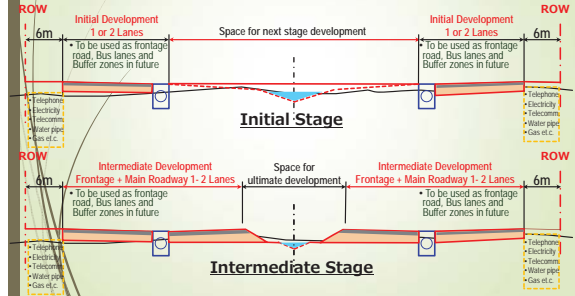 ROW
ROW
Initial Development
1 or 2 Lanes
Space for next stage development
Initial Development
1 or 2 Lanes
6m
6m
• To be used as frontage
road, Bus lanes and
Buffer zones in future
• To be used as frontage
road, Bus lanes and
Buffer zones in future
•Telephone
•Electricity
•Telecomm.
•Water pipe
•Gas et.c.
•Telephone
•Electricity
•Telecomm.
•Water pipe
•Gas et.c.
Initial Stage
ROW
ROW
Intermediate Development
Frontage + Main Roadway 1- 2 Lanes
Space for
ultimate development
Intermediate Development
Frontage + Main Roadway 1- 2 Lanes
6m
6m
• To be used as frontage
road, Bus lanes and
Buffer zones in future
• To be used as frontage
road, Bus lanes and
Buffer zones in future
•Telephone
•Electricity
•Telecomm.
•Water pipe
•Gas et.c.
•Telephone
•Electricity
•Telecomm.
•Water pipe
•Gas et.c.
Intermediate Stage